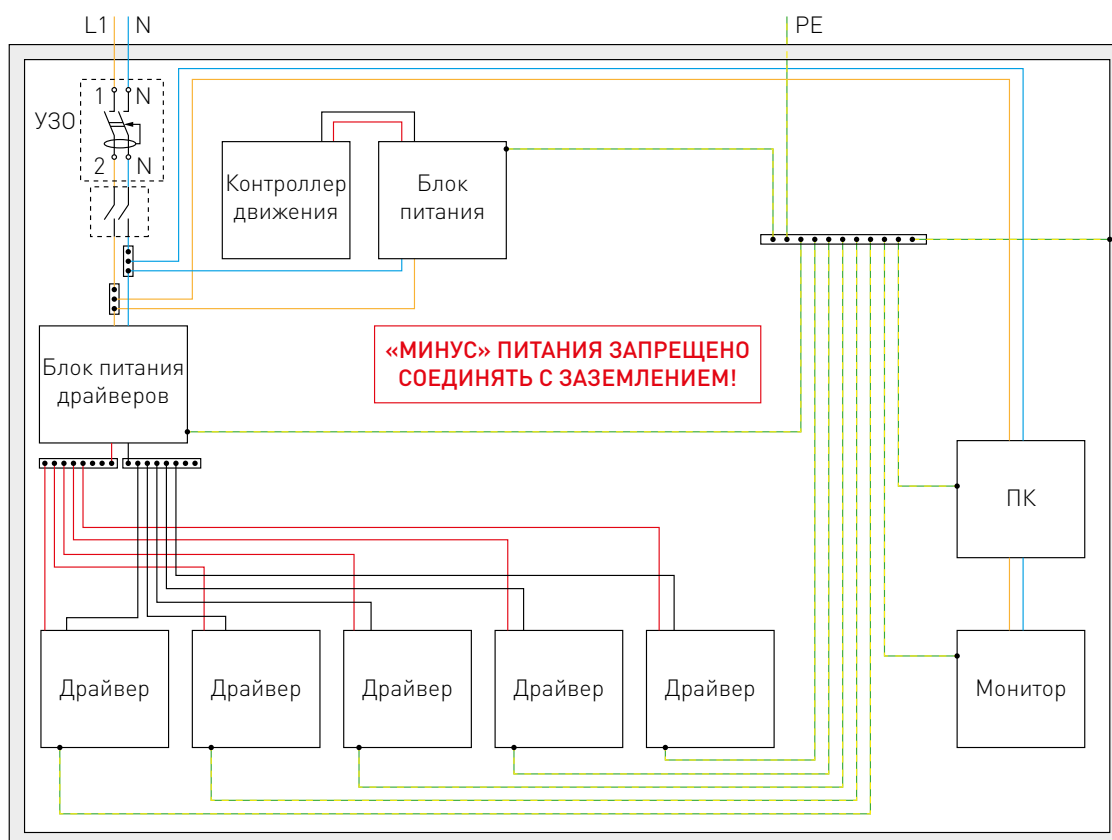 L1 N
PE
1 N
УЗО
2 N
Контроллер
движения
Блок
питания
«МИНУС» ПИТАНИЯ ЗАПРЕЩЕНО
СОЕДИНЯТЬ С ЗАЗЕМЛЕНИЕМ!
Блок питания
драйверов
ПК
Драйвер
Драйвер
Драйвер
Драйвер
Драйвер
Монитор